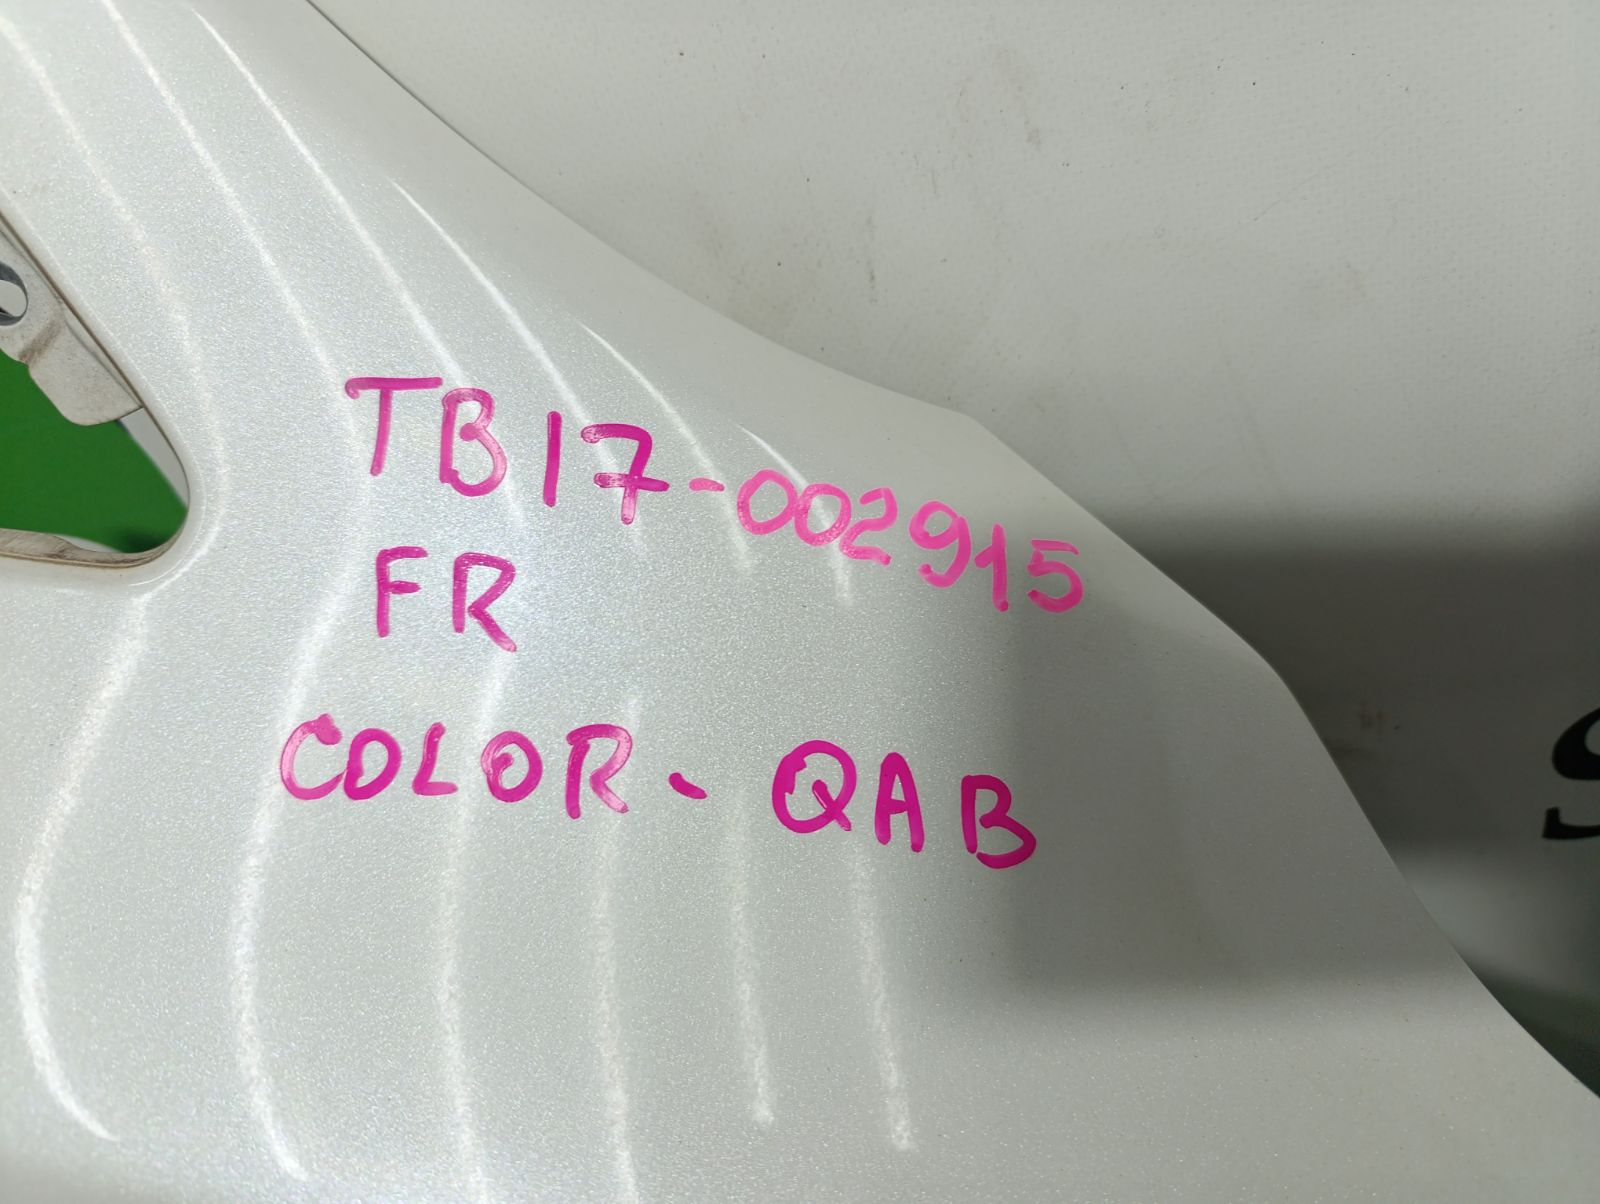 TB17-002915
FR
COLOR - QAB